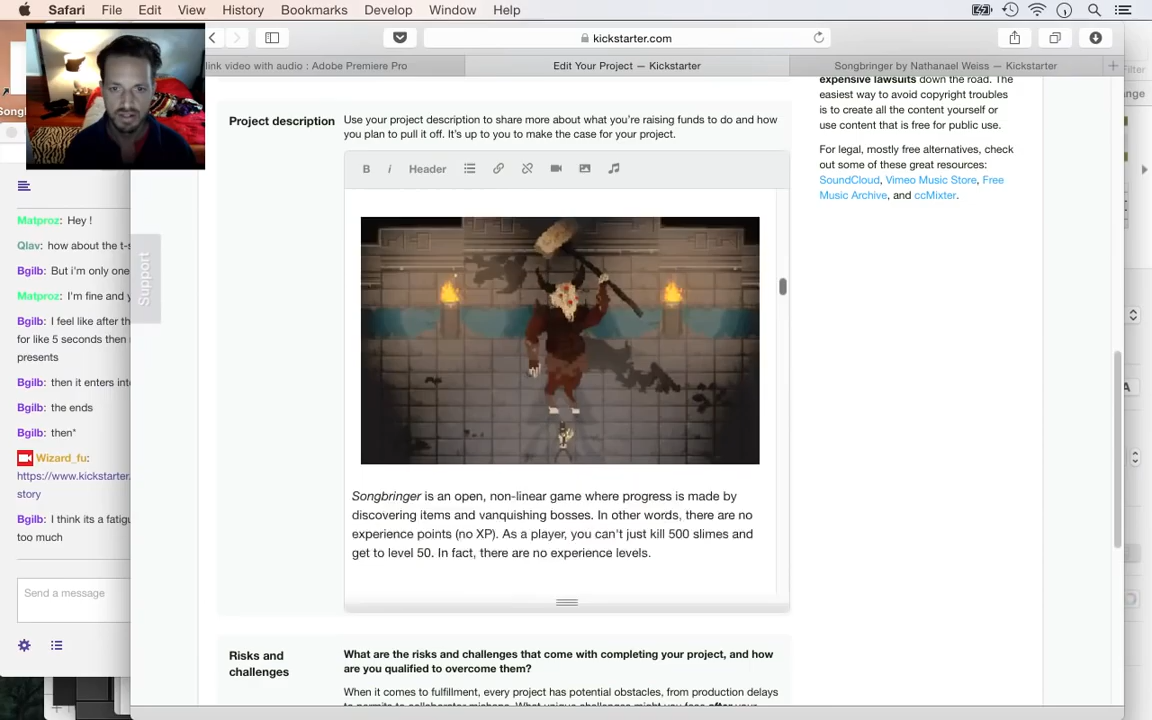 Safari File Edit View History Bookmarks Develop Window Help
kickstarter.com
link video with audio : Adobe Premiere Pro
Edit Your Project — Kickstarter
Songbringer by Nathanael Weiss — Kickstarter
Filter
Matproz: Hey !
Qlav: how about the t-s
Bgilb: But i'm only one
Matproz: I'm fine and y
Bgilb: I feel like after th
for like 5 seconds then
presents
Bgilb: then it enters into
Bgilb: the ends
Bgilb: then*
Wizard_fu:
https://www.kickstarter.
story
Bgilb: I think its a fatigu
too much
Send a message
Support
Project description
Use your project description to share more about what you're raising funds to do and how
you plan to pull it off. It's up to you to make the case for your project.
B i Header
Songbringer is an open, non-linear game where progress is made by
discovering items and vanquishing bosses. In other words, there are no
experience points (no XP). As a player, you can't just kill 500 slimes and
get to level 50. In fact, there are no experience levels.
Risks and
challenges
What are the risks and challenges that come with completing your project, and how
are you qualified to overcome them?
When it comes to fulfillment, every project has potential obstacles, from production delays
expensive lawsuits down the road. The
easiest way to avoid copyright troubles
is to create all the content yourself or
use content that is free for public use.
For legal, mostly free alternatives, check
out some of these great resources:
SoundCloud, Vimeo Music Store, Free
Music Archive, and ccMixter.